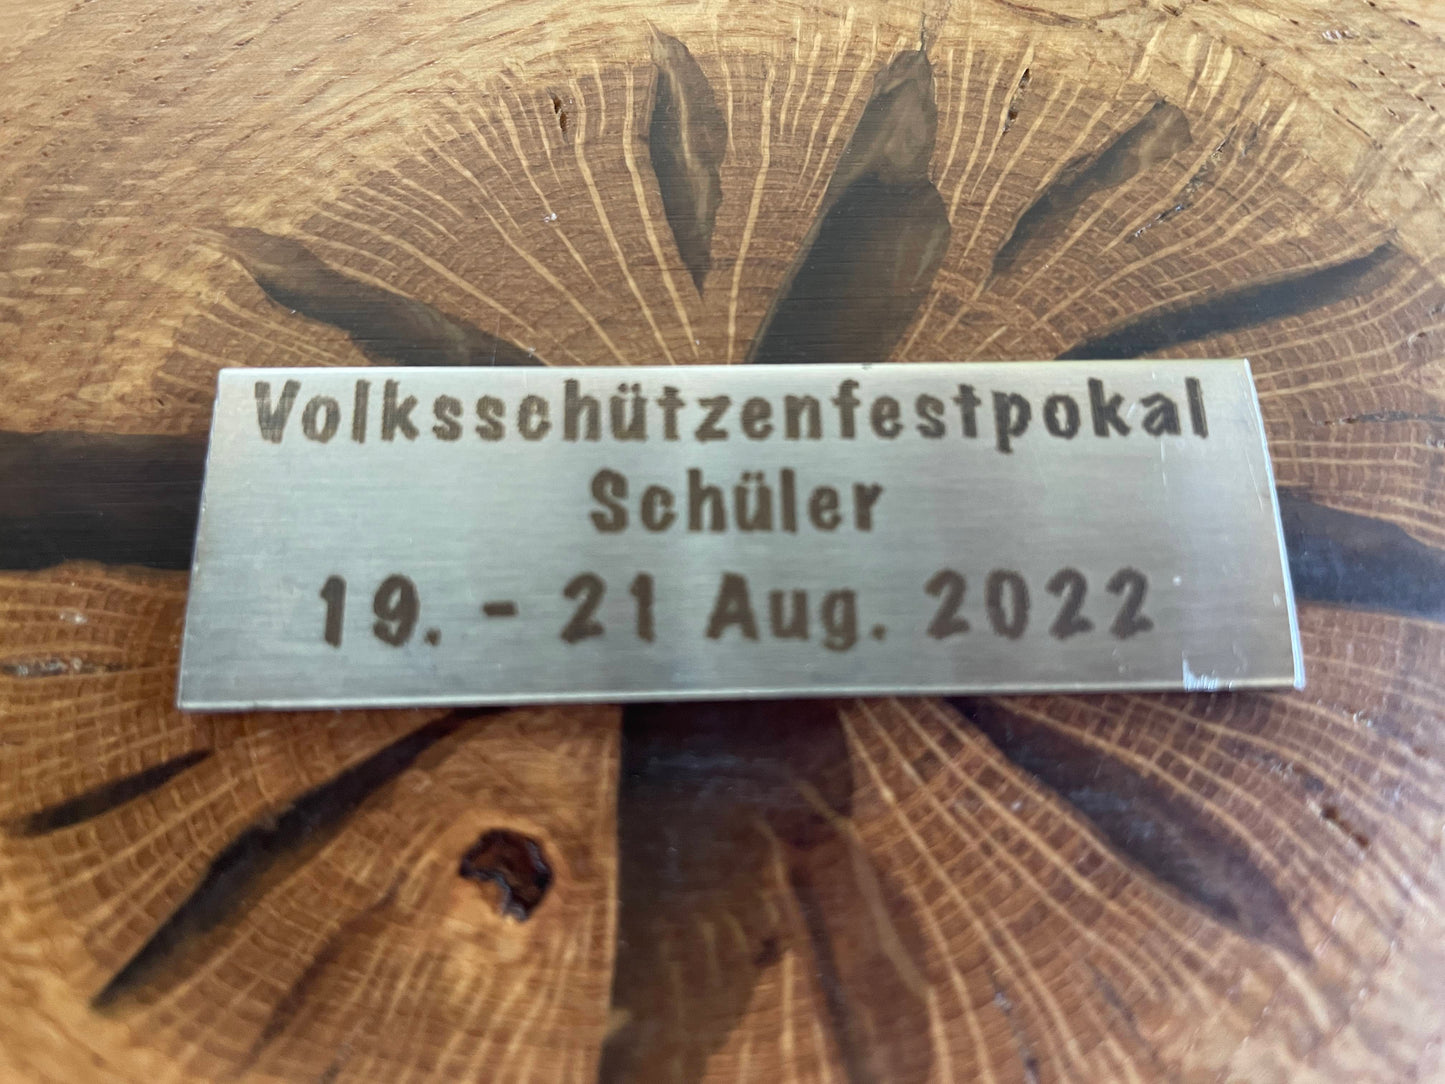 Volksschützenfestpokal
Schüler
19. - 21 Aug. 2022